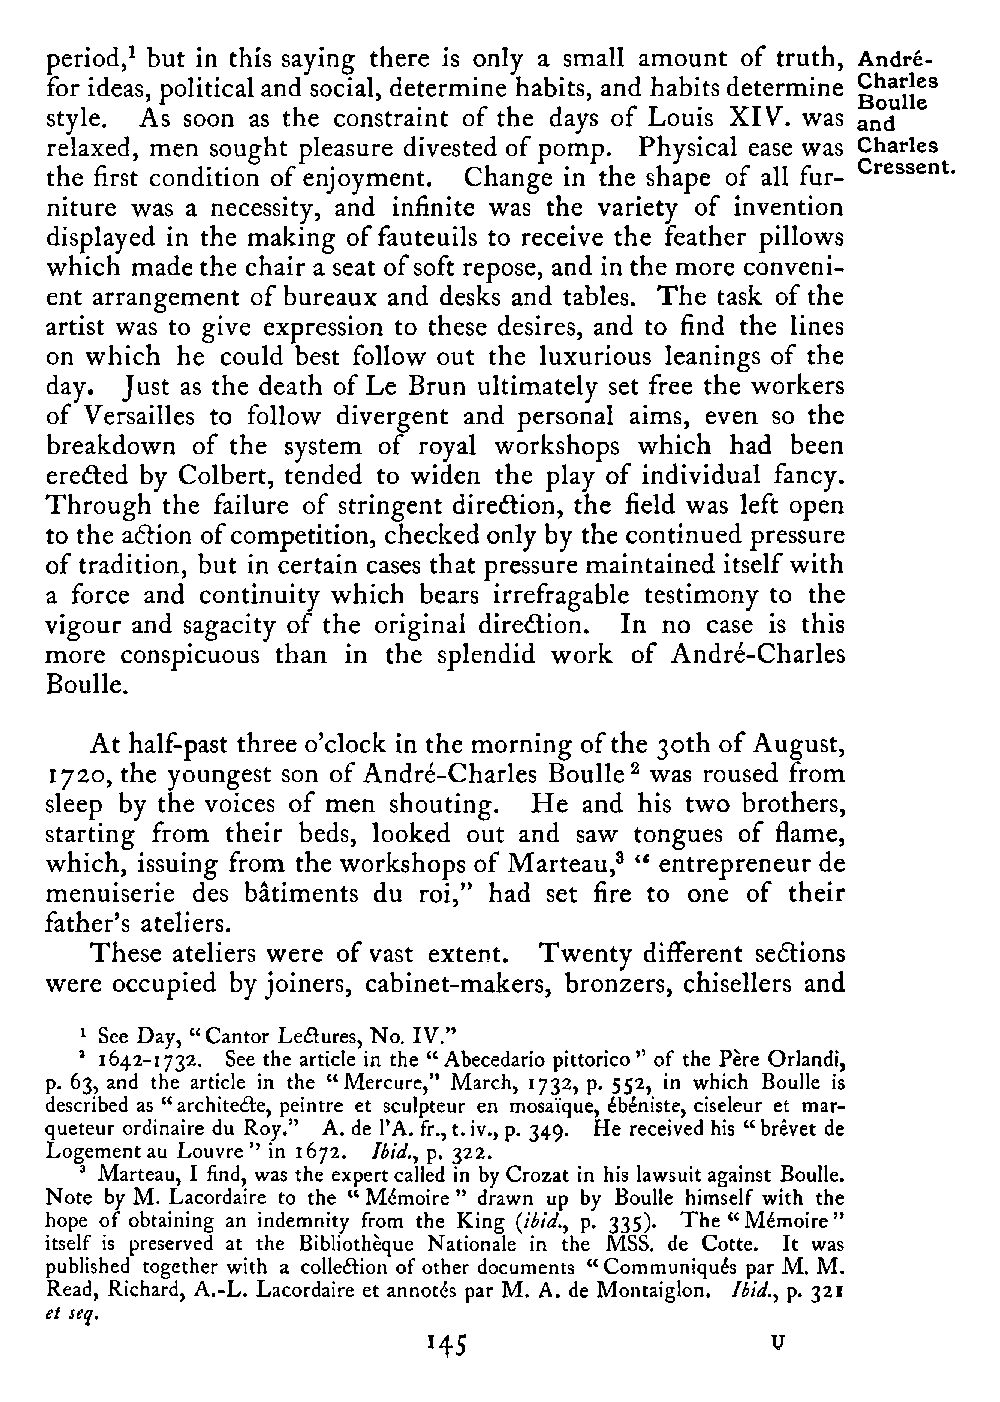 period,¹ but in this saying there is only a small amount of truth,
for ideas, political and social, determine habits, and habits determine
style. As soon as the constraint of the days of Louis XIV. was
relaxed, men sought pleasure divested of pomp. Physical ease was
the first condition of enjoyment. Change in the shape of all fur-
niture was a necessity, and infinite was the variety of invention
displayed in the making of fauteuils to receive the feather pillows
which made the chair a seat of soft repose, and in the more conveni-
ent arrangement of bureaux and desks and tables. The task of the
artist was to give expression to these desires, and to find the lines
on which he could best follow out the luxurious leanings of the
day. Just as the death of Le Brun ultimately set free the workers
of Versailles to follow divergent and personal aims, even so the
breakdown of the system of royal workshops which had been
erected by Colbert, tended to widen the play of individual fancy.
Through the failure of stringent direction, the field was left open
to the action of competition, checked only by the continued pressure
of tradition, but in certain cases that pressure maintained itself with
a force and continuity which bears irrefragable testimony to the
vigour and sagacity of the original direction. In no case is this
more conspicuous than in the splendid work of André-Charles
Boulle.
André-
Charles
Boulle
and
Charles
Cressent.
At half-past three o'clock in the morning of the 30th of August,
1720, the youngest son of André-Charles Boulle² was roused from
sleep by the voices of men shouting. He and his two brothers,
starting from their beds, looked out and saw tongues of flame,
which, issuing from the workshops of Marteau,³ “entrepreneur de
menuiserie des bâtiments du roi,” had set fire to one of their
father's ateliers.
These ateliers were of vast extent. Twenty different sections
were occupied by joiners, cabinet-makers, bronzers, chisellers and
¹ See Day, “Cantor Lectures, No. IV.”
² 1642-1732. See the article in the “Abecedario pittorico” of the Père Orlandi,
p. 63, and the article in the “Mercure,” March, 1732, p. 552, in which Boulle is
described as “architecte, peintre et sculpteur en mosaïque, ébéniste, ciseleur et mar-
queteur ordinaire du Roy.” A. de l'A. fr., t. iv., p. 349. He received his “brêvet de
Logement au Louvre” in 1672. Ibid., p. 322.
³ Marteau, I find, was the expert called in by Crozat in his lawsuit against Boulle.
Note by M. Lacordaire to the “Mémoire” drawn up by Boulle himself with the
hope of obtaining an indemnity from the King (ibid., p. 335). The “Mémoire”
itself is preserved at the Bibliothèque Nationale in the MSS. de Cotte. It was
published together with a collection of other documents “Communiqués par M. M.
Read, Richard, A.-L. Lacordaire et annotés par M. A. de Montaiglon. Ibid., p. 321
et seq.
145 U